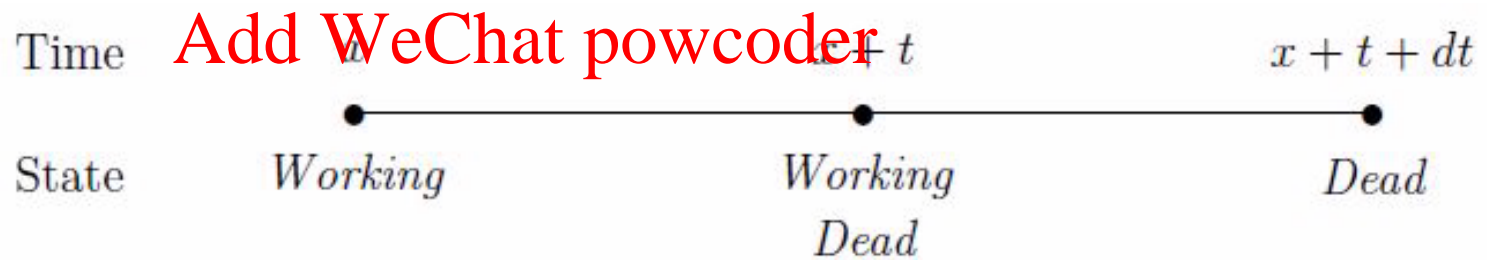 Time x x + t x + t + dt
Add WeChat powcoder
State Working Working Dead
Dead